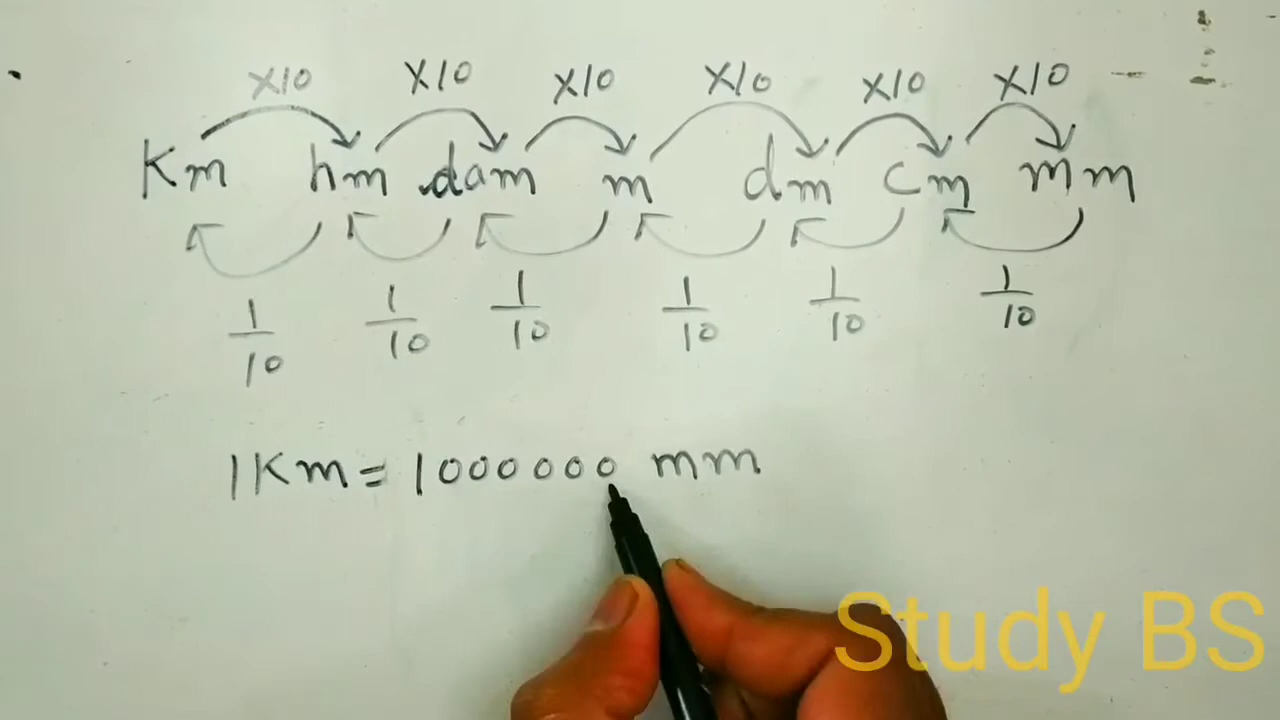 X10 X10 X10 X10 X10 X10
Km hm dam m dm cm mm
1/10 1/10 1/10 1/10 1/10 1/10
1Km = 1000000 mm
Study BS